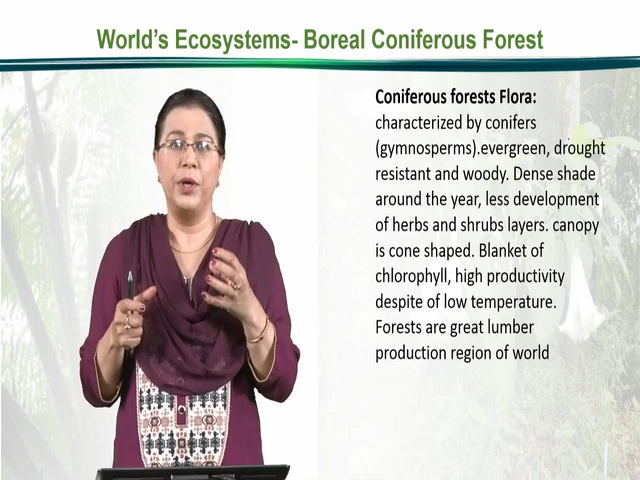 World's Ecosystems- Boreal Coniferous Forest
Coniferous forests Flora:
characterized by conifers
(gymnosperms).evergreen, drought
resistant and woody. Dense shade
around the year, less development
of herbs and shrubs layers. canopy
is cone shaped. Blanket of
chlorophyll, high productivity
despite of low temperature.
Forests are great lumber
production region of world